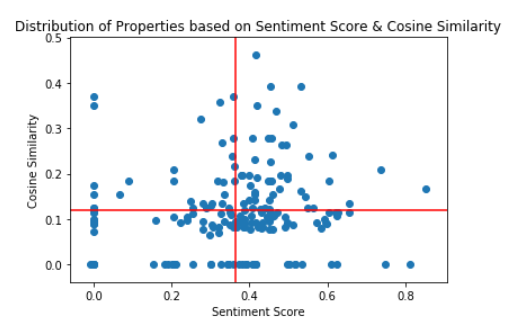 Distribution of Properties based on Sentiment Score & Cosine Similarity
0.5
0.4
0.3
0.2
0.1
0.0
Cosine Similarity
0.0 0.2 0.4 0.6 0.8
Sentiment Score